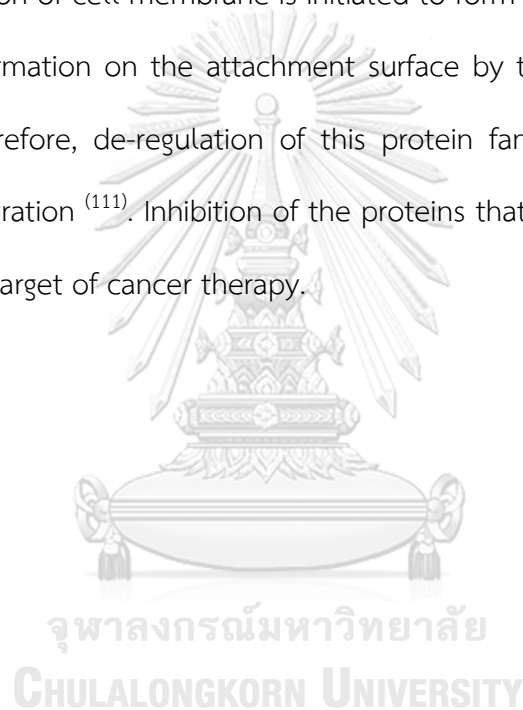 on of cell membrane is initiated to form
rmation on the attachment surface by t
refore, de-regulation of this protein far
ration (111). Inhibition of the proteins that
target of cancer therapy.
จุฬาลงกรณ์มหาวิทยาลัย
CHULALONGKORN UNIVERSITY